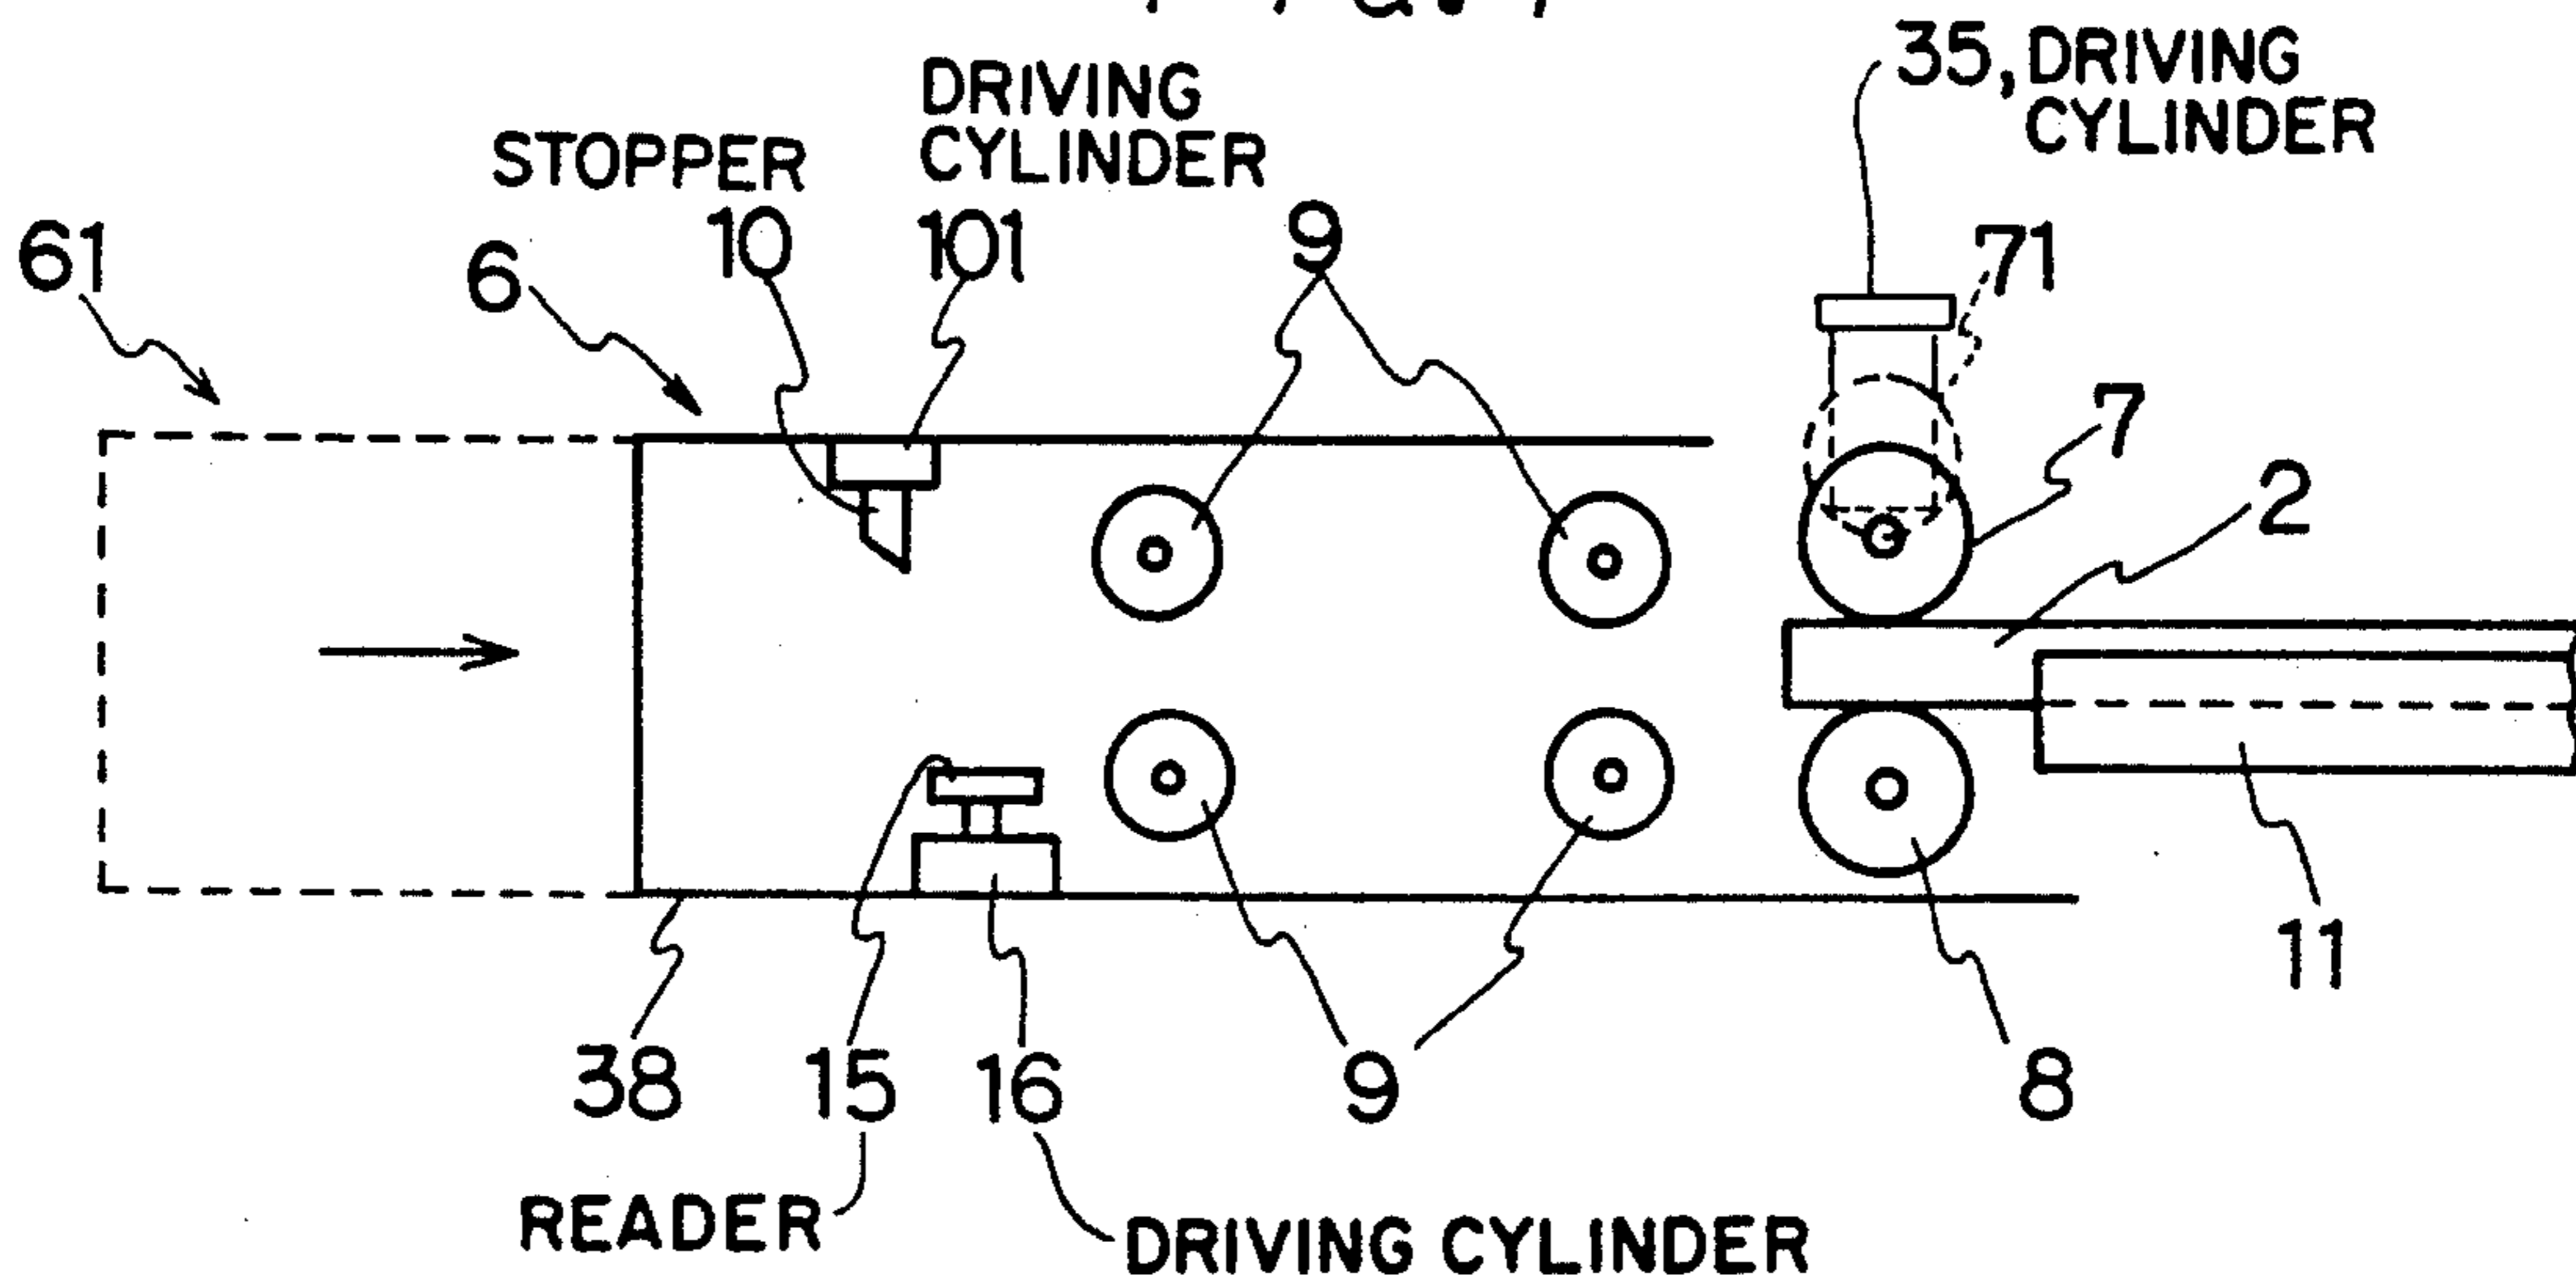 35, DRIVING
CYLINDER
DRIVING
CYLINDER
STOPPER
61
6
10
101
9
71
7
2
11
38
15
16
9
8
READER
DRIVING CYLINDER